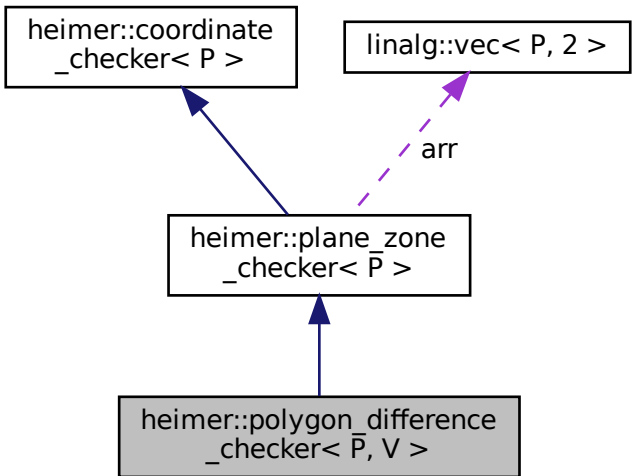 heimer::coordinate
_checker< P >
linalg::vec< P, 2 >
arr
heimer::plane_zone
_checker< P >
heimer::polygon_difference
_checker< P, V >